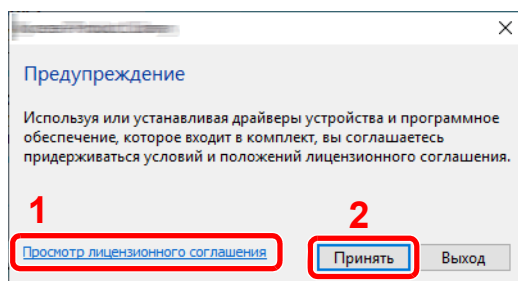 Предупреждение
Используя или устанавливая драйверы устройства и программное
обеспечение, которое входит в комплект, вы соглашаетесь
придерживаться условий и положений лицензионного соглашения.
1
2
Просмотр лицензионного соглашения
Принять
Выход